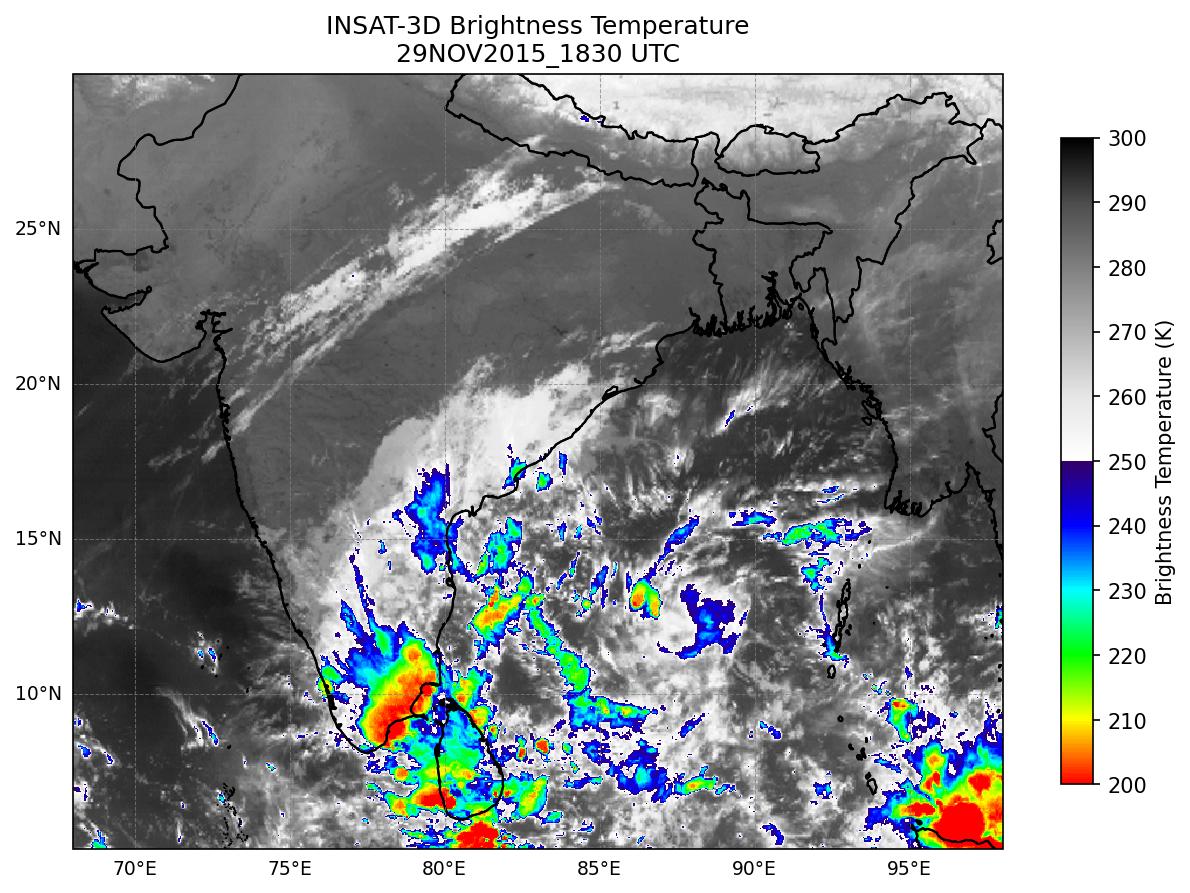 INSAT-3D Brightness Temperature
29NOV2015_1830 UTC
25°N
20°N
15°N
10°N
70°E
75°E
80°E
85°E
90°E
95°E
300
290
280
270
260
250
240
230
220
210
200
Brightness Temperature (K)